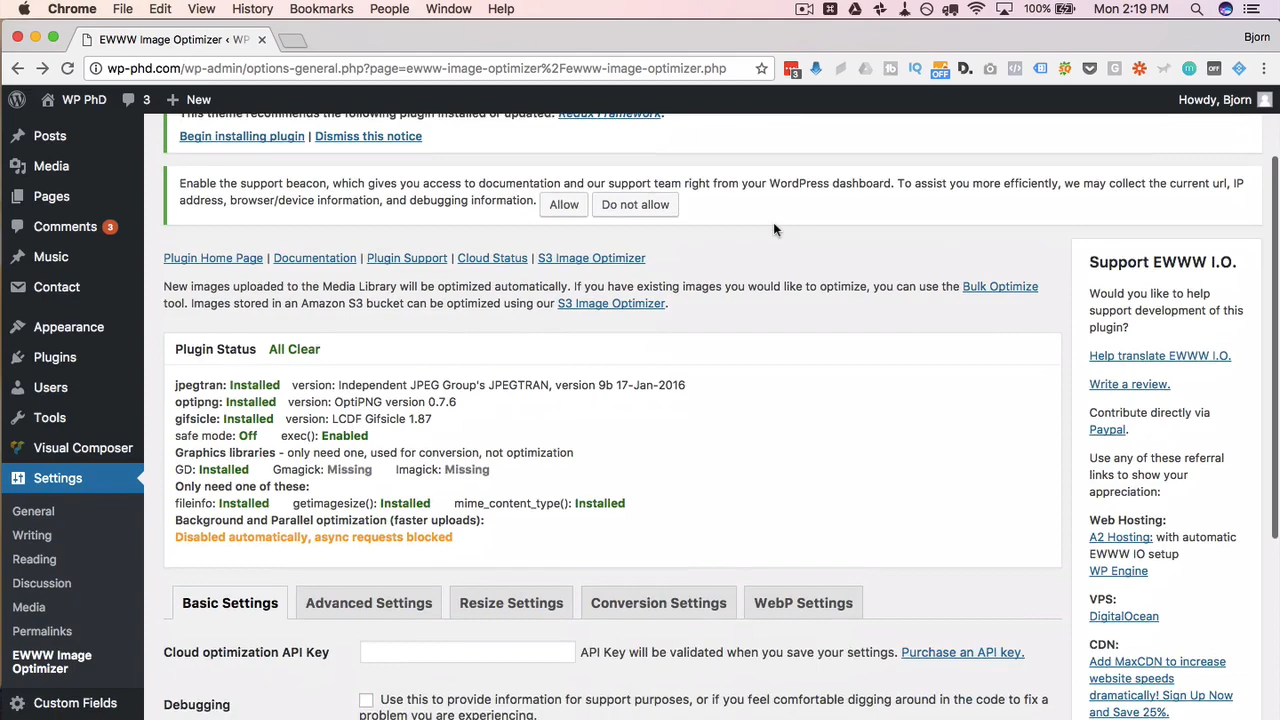 Chrome File Edit View History Bookmarks People Window Help 100% Mon 2:19 PM
EWWW Image Optimizer ‹ WP Bjorn
wp-phd.com/wp-admin/options-general.php?page=ewww-image-optimizer%2Fewww-image-optimizer.php
WP PhD 3 New Howdy, Bjorn
Posts
Media
Pages
Comments 3
Music
Contact
Appearance
Plugins
Users
Tools
Visual Composer
Settings
General
Writing
Reading
Discussion
Media
Permalinks
EWWW Image
Optimizer
Custom Fields
This theme recommends the following plugin installed or updated: Redux Framework.
Begin installing plugin | Dismiss this notice
Enable the support beacon, which gives you access to documentation and our support team right from your WordPress dashboard. To assist you more efficiently, we may collect the current url, IP
address, browser/device information, and debugging information. Allow Do not allow
Plugin Home Page | Documentation | Plugin Support | Cloud Status | S3 Image Optimizer
New images uploaded to the Media Library will be optimized automatically. If you have existing images you would like to optimize, you can use the Bulk Optimize
tool. Images stored in an Amazon S3 bucket can be optimized using our S3 Image Optimizer.
Plugin Status All Clear
jpegtran: Installed version: Independent JPEG Group's JPEGTRAN, version 9b 17-Jan-2016
optipng: Installed version: OptiPNG version 0.7.6
gifsicle: Installed version: LCDF Gifsicle 1.87
safe mode: Off exec(): Enabled
Graphics libraries - only need one, used for conversion, not optimization
GD: Installed Gmagick: Missing Imagick: Missing
Only need one of these:
fileinfo: Installed getimagesize(): Installed mime_content_type(): Installed
Background and Parallel optimization (faster uploads):
Disabled automatically, async requests blocked
Basic Settings Advanced Settings Resize Settings Conversion Settings WebP Settings
Cloud optimization API Key API Key will be validated when you save your settings. Purchase an API key.
Debugging Use this to provide information for support purposes, or if you feel comfortable digging around in the code to fix a
problem you are experiencing.
Support EWWW I.O.
Would you like to help
support development of this
plugin?
Help translate EWWW I.O.
Write a review.
Contribute directly via
Paypal.
Use any of these referral
links to show your
appreciation:
Web Hosting:
A2 Hosting: with automatic
EWWW IO setup
WP Engine
VPS:
DigitalOcean
CDN:
Add MaxCDN to increase
website speeds
dramatically! Sign Up Now
and Save 25%.